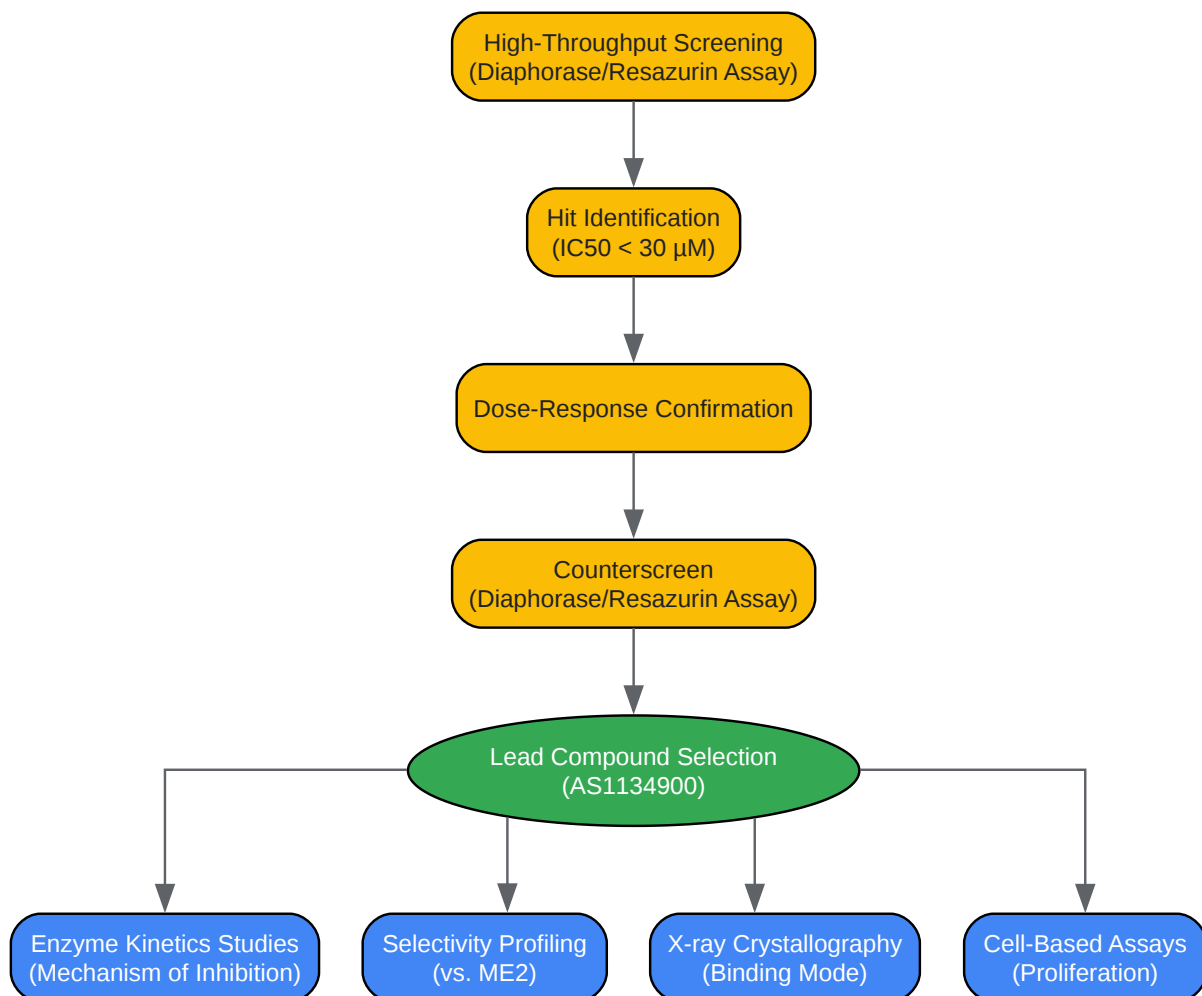 High-Throughput Screening
(Diaphorase/Resazurin Assay)
Hit Identification
(IC50 < 30 µM)
Dose-Response Confirmation
Counterscreen
(Diaphorase/Resazurin Assay)
Lead Compound Selection
(AS1134900)
Enzyme Kinetics Studies
(Mechanism of Inhibition)
Selectivity Profiling
(vs. ME2)
X-ray Crystallography
(Binding Mode)
Cell-Based Assays
(Proliferation)